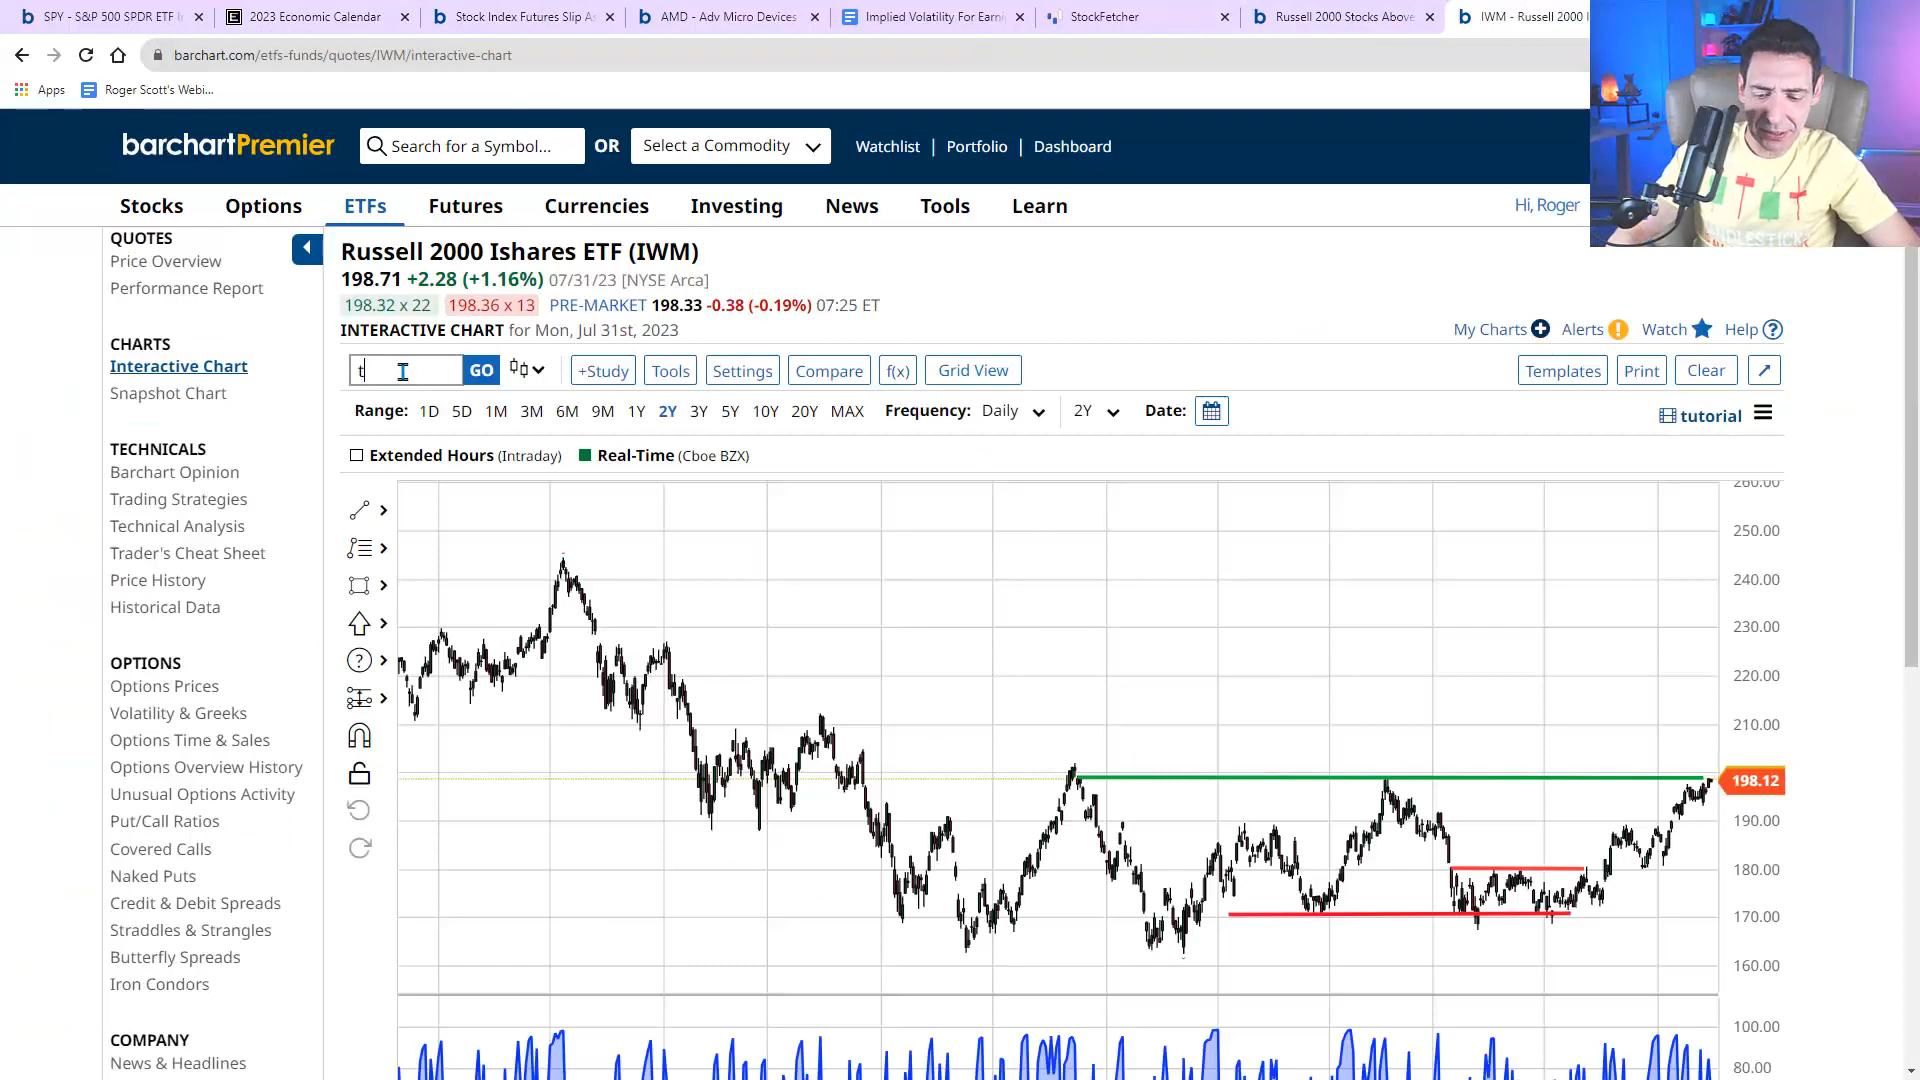 SPY - S&P 500 SPDR ETF
2023 Economic Calendar
Stock Index Futures Slip As
AMD - Adv Micro Devices
Implied Volatility For Earni
StockFetcher
Russell 2000 Stocks Above
IWM - Russell 2000
barchart.com/etfs-funds/quotes/IWM/interactive-chart
Apps
Roger Scott's Webi...
barchartPremier
Search for a Symbol...
OR
Select a Commodity
Watchlist | Portfolio | Dashboard
Stocks Options ETFs Futures Currencies Investing News Tools Learn
Hi, Roger
CANDLESTICK
QUOTES
Price Overview
Performance Report
CHARTS
Interactive Chart
Snapshot Chart
TECHNICALS
Barchart Opinion
Trading Strategies
Technical Analysis
Trader's Cheat Sheet
Price History
Historical Data
OPTIONS
Options Prices
Volatility & Greeks
Options Time & Sales
Options Overview History
Unusual Options Activity
Put/Call Ratios
Covered Calls
Naked Puts
Credit & Debit Spreads
Straddles & Strangles
Butterfly Spreads
Iron Condors
COMPANY
News & Headlines
Russell 2000 Ishares ETF (IWM)
198.71 +2.28 (+1.16%) 07/31/23 [NYSE Arca]
198.32 x 22 198.36 x 13 PRE-MARKET 198.33 -0.38 (-0.19%) 07:25 ET
INTERACTIVE CHART for Mon, Jul 31st, 2023
My Charts Alerts Watch Help
t GO +Study Tools Settings Compare f(x) Grid View
Templates Print Clear
Range: 1D 5D 1M 3M 6M 9M 1Y 2Y 3Y 5Y 10Y 20Y MAX Frequency: Daily 2Y Date:
tutorial
Extended Hours (Intraday) Real-Time (Cboe BZX)
260.00
250.00
240.00
230.00
220.00
210.00
198.12
190.00
180.00
170.00
160.00
100.00
80.00